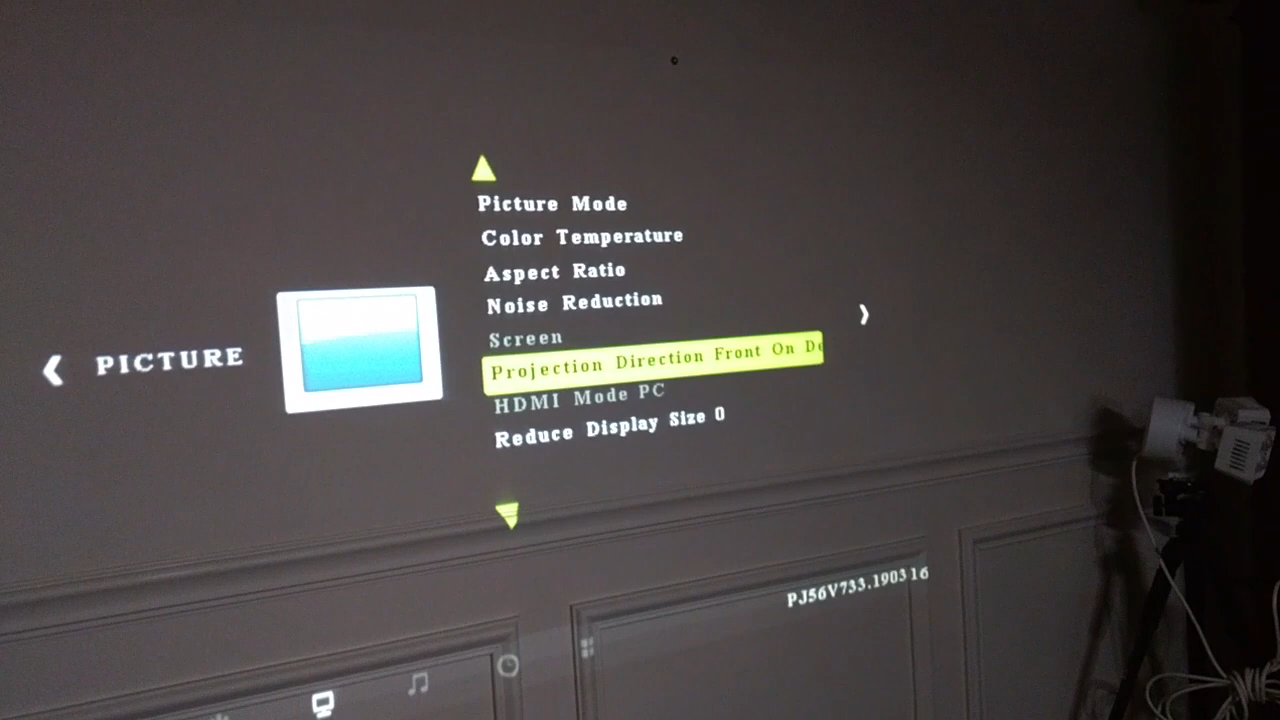 Picture Mode
Color Temperature
Aspect Ratio
Noise Reduction
Screen
PICTURE
Projection Direction Front On De
HDMI Mode PC
Reduce Display Size 0
PJ56V733.190316